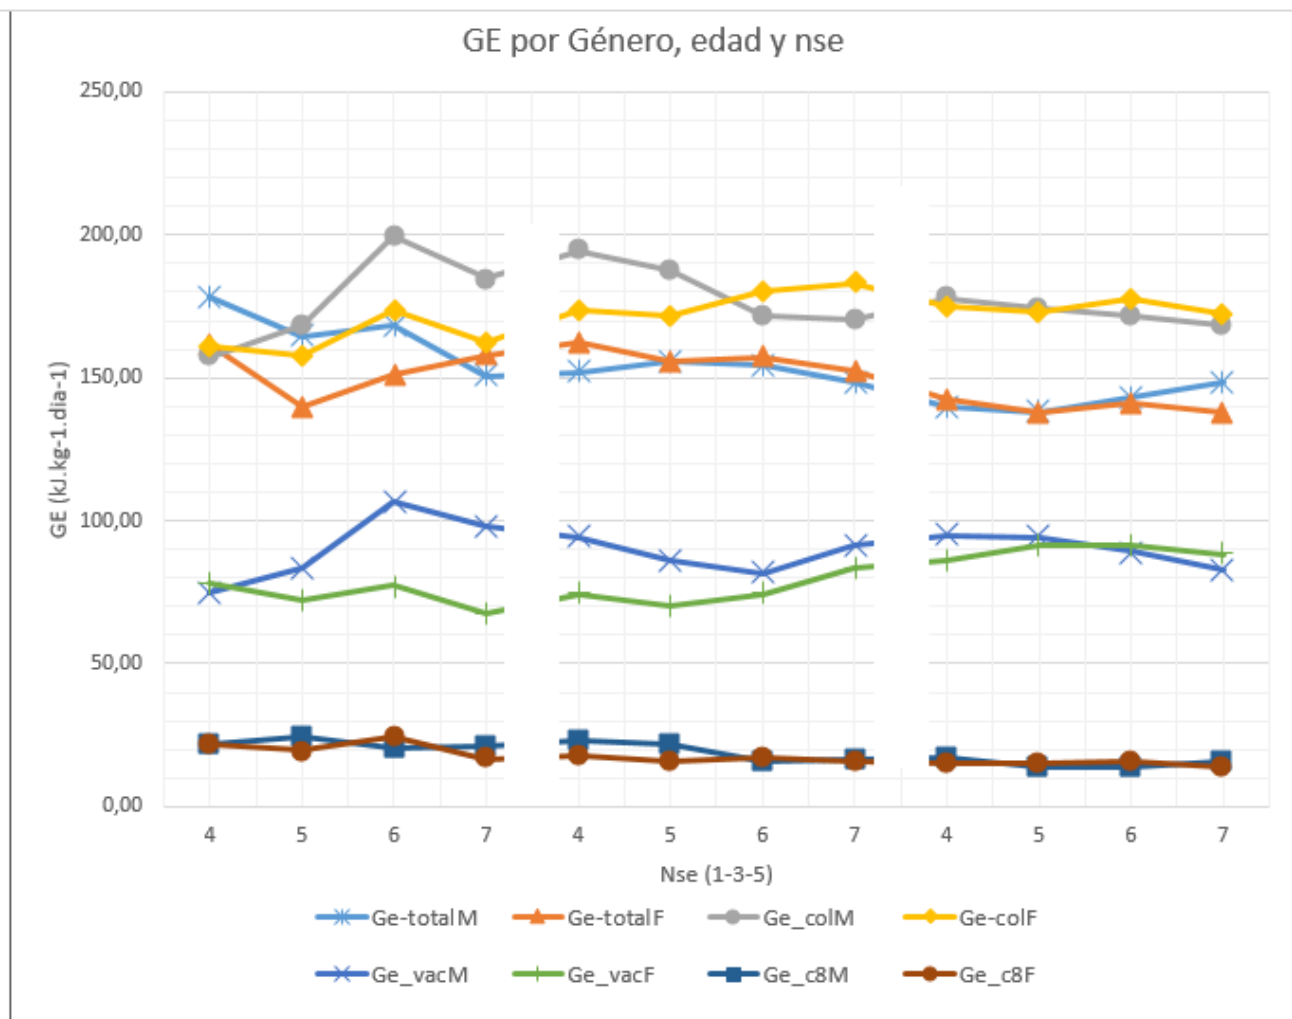 GE por Género, edad y nse
250,00
200,00
150,00
100,00
50,00
0,00
GE (kJ.kg-1.dia-1)
4 5 6 7 4 5 6 7 4 5 6 7
Nse (1-3-5)
Ge-totalM Ge-totalF Ge_colM Ge-colF
Ge_vacM Ge_vacF Ge_c8M Ge_c8F